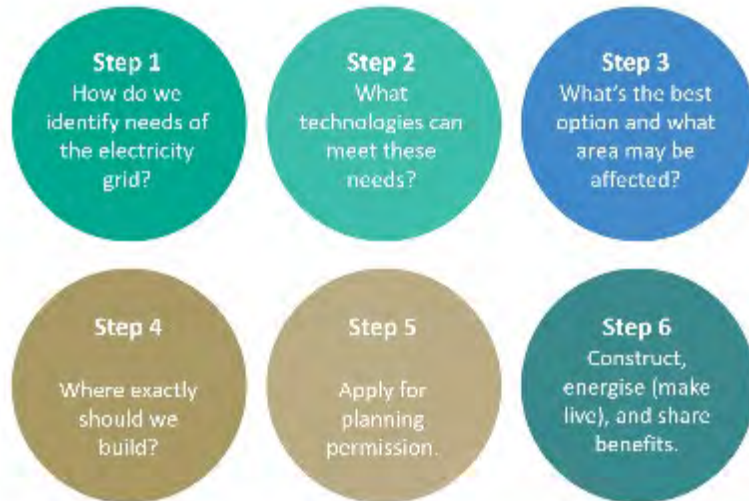 Step 1
How do we
identify needs of
the electricity
grid?
Step 2
What
technologies can
meet these
needs?
Step 3
What's the best
option and what
area may be
affected?
Step 4
Where exactly
should we
build?
Step 5
Apply for
planning
permission.
Step 6
Construct,
energise (make
live), and share
benefits.